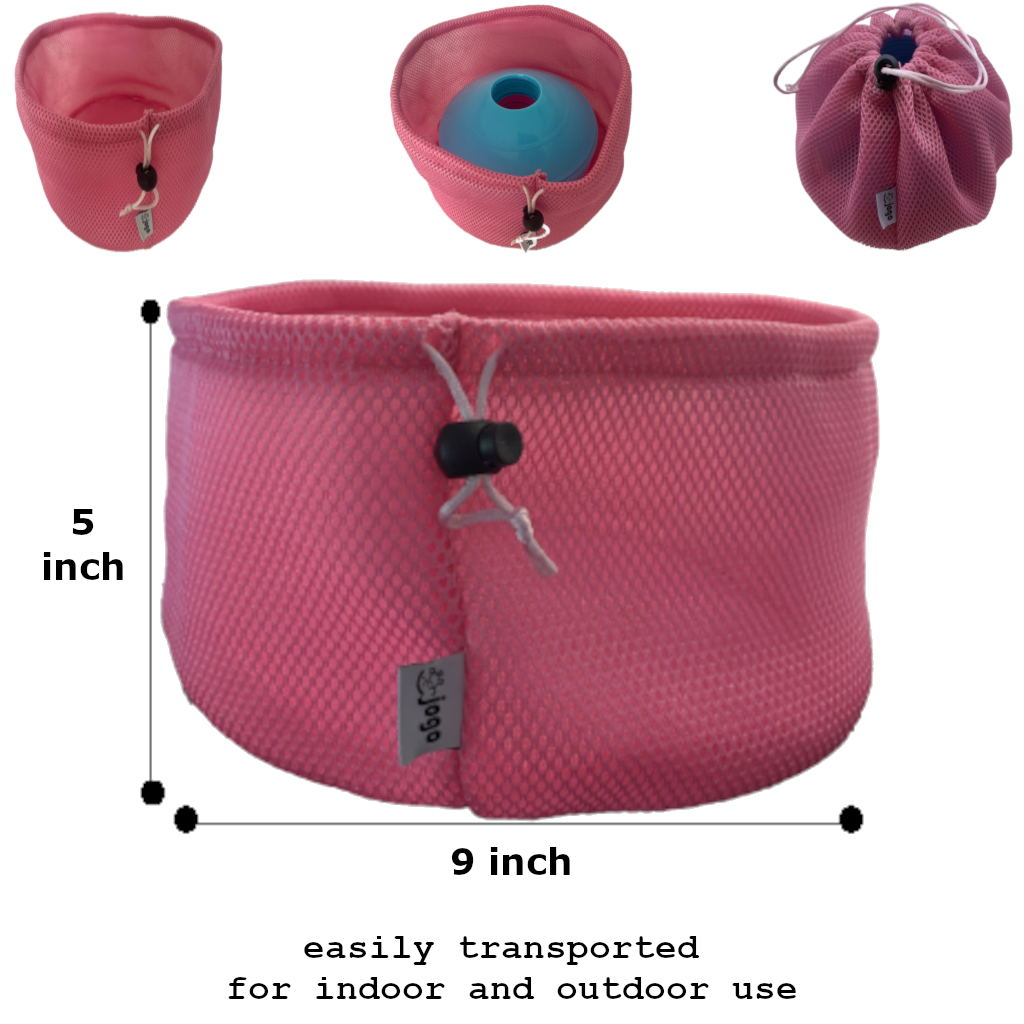 5
inch
jogo
9 inch
easily transported
for indoor and outdoor use